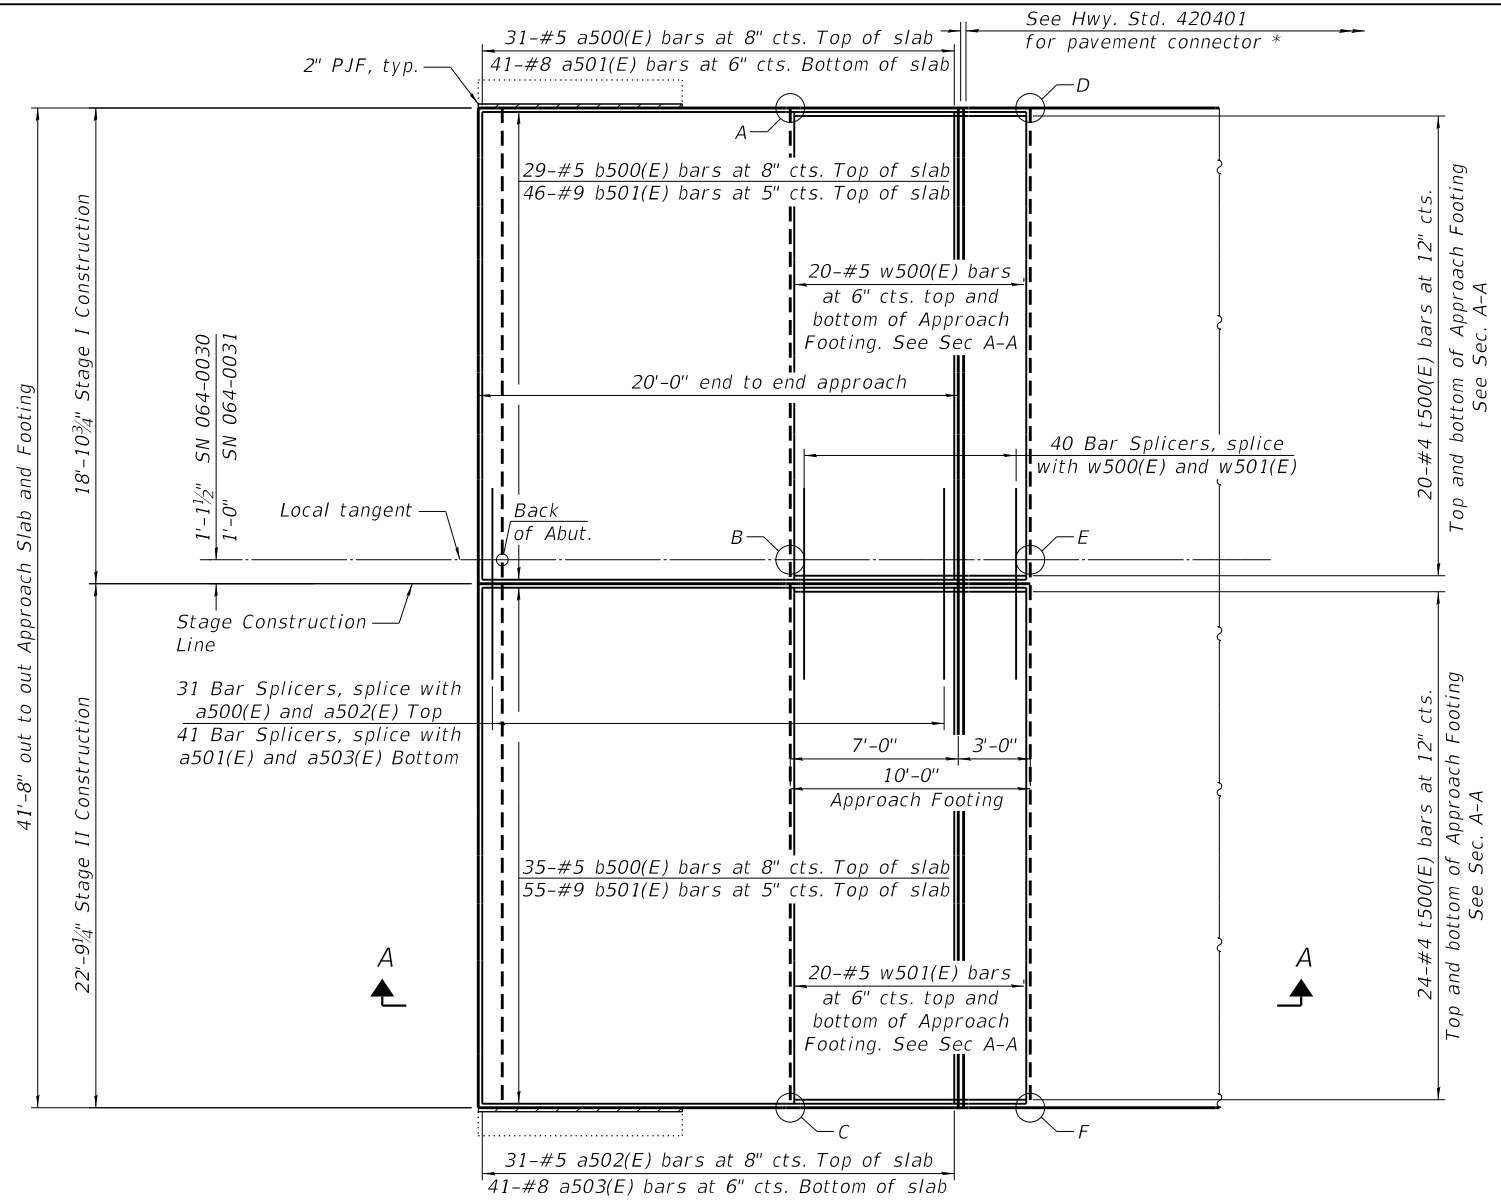 31-#5 a500(E) bars at 8" cts. Top of slab
41-#8 a501(E) bars at 6" cts. Bottom of slab
See Hwy. Std. 420401
for pavement connector *
2" PJF, typ.
A
D
29-#5 b500(E) bars at 8" cts. Top of slab
46-#9 b501(E) bars at 5" cts. Top of slab
20-#5 w500(E) bars
at 6" cts. top and
bottom of Approach
Footing. See Sec A-A
20'-0" end to end approach
40 Bar Splicers, splice
with w500(E) and w501(E)
20-#4 t500(E) bars at 12" cts.
Top and bottom of Approach Footing
See Sec. A-A
41'-8" out to out Approach Slab and Footing
18'-10¾" Stage I Construction
1'-1½" SN 064-0030
1'-0" SN 064-0031
Local tangent
Back
of Abut.
B
E
Stage Construction
Line
31 Bar Splicers, splice with
a500(E) and a502(E) Top
41 Bar Splicers, splice with
a501(E) and a503(E) Bottom
7'-0"
3'-0"
10'-0"
Approach Footing
22'-9¼" Stage II Construction
35-#5 b500(E) bars at 8" cts. Top of slab
55-#9 b501(E) bars at 5" cts. Top of slab
24-#4 t500(E) bars at 12" cts.
Top and bottom of Approach Footing
See Sec. A-A
A
A
20-#5 w501(E) bars
at 6" cts. top and
bottom of Approach
Footing. See Sec A-A
C
F
31-#5 a502(E) bars at 8" cts. Top of slab
41-#8 a503(E) bars at 6" cts. Bottom of slab